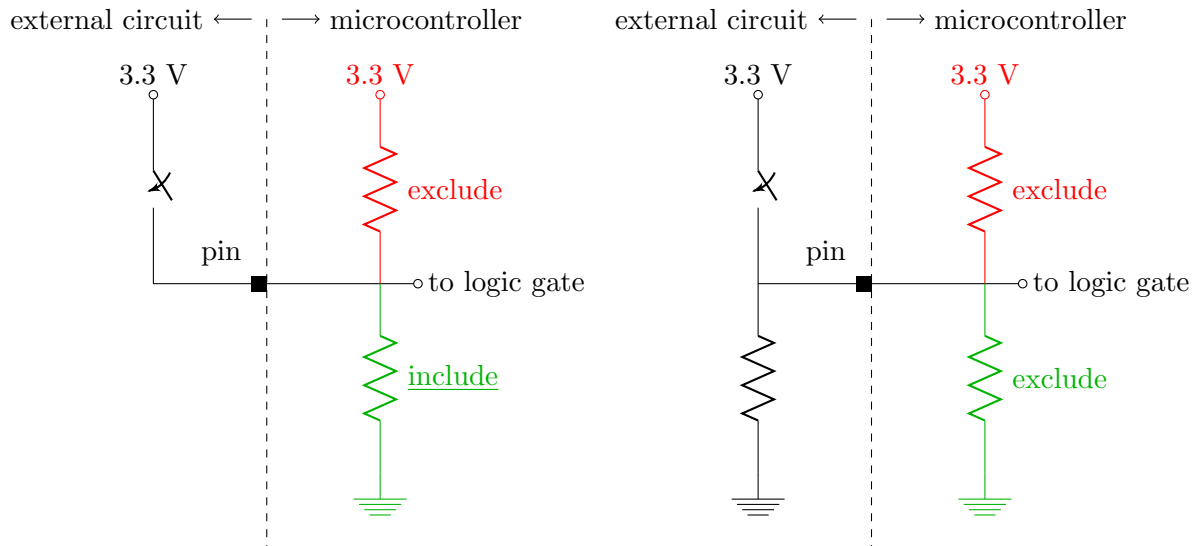 external circuit
microcontroller
3.3 V
3.3 V
exclude
pin
to logic gate
include
external circuit
microcontroller
3.3 V
3.3 V
exclude
pin
to logic gate
exclude